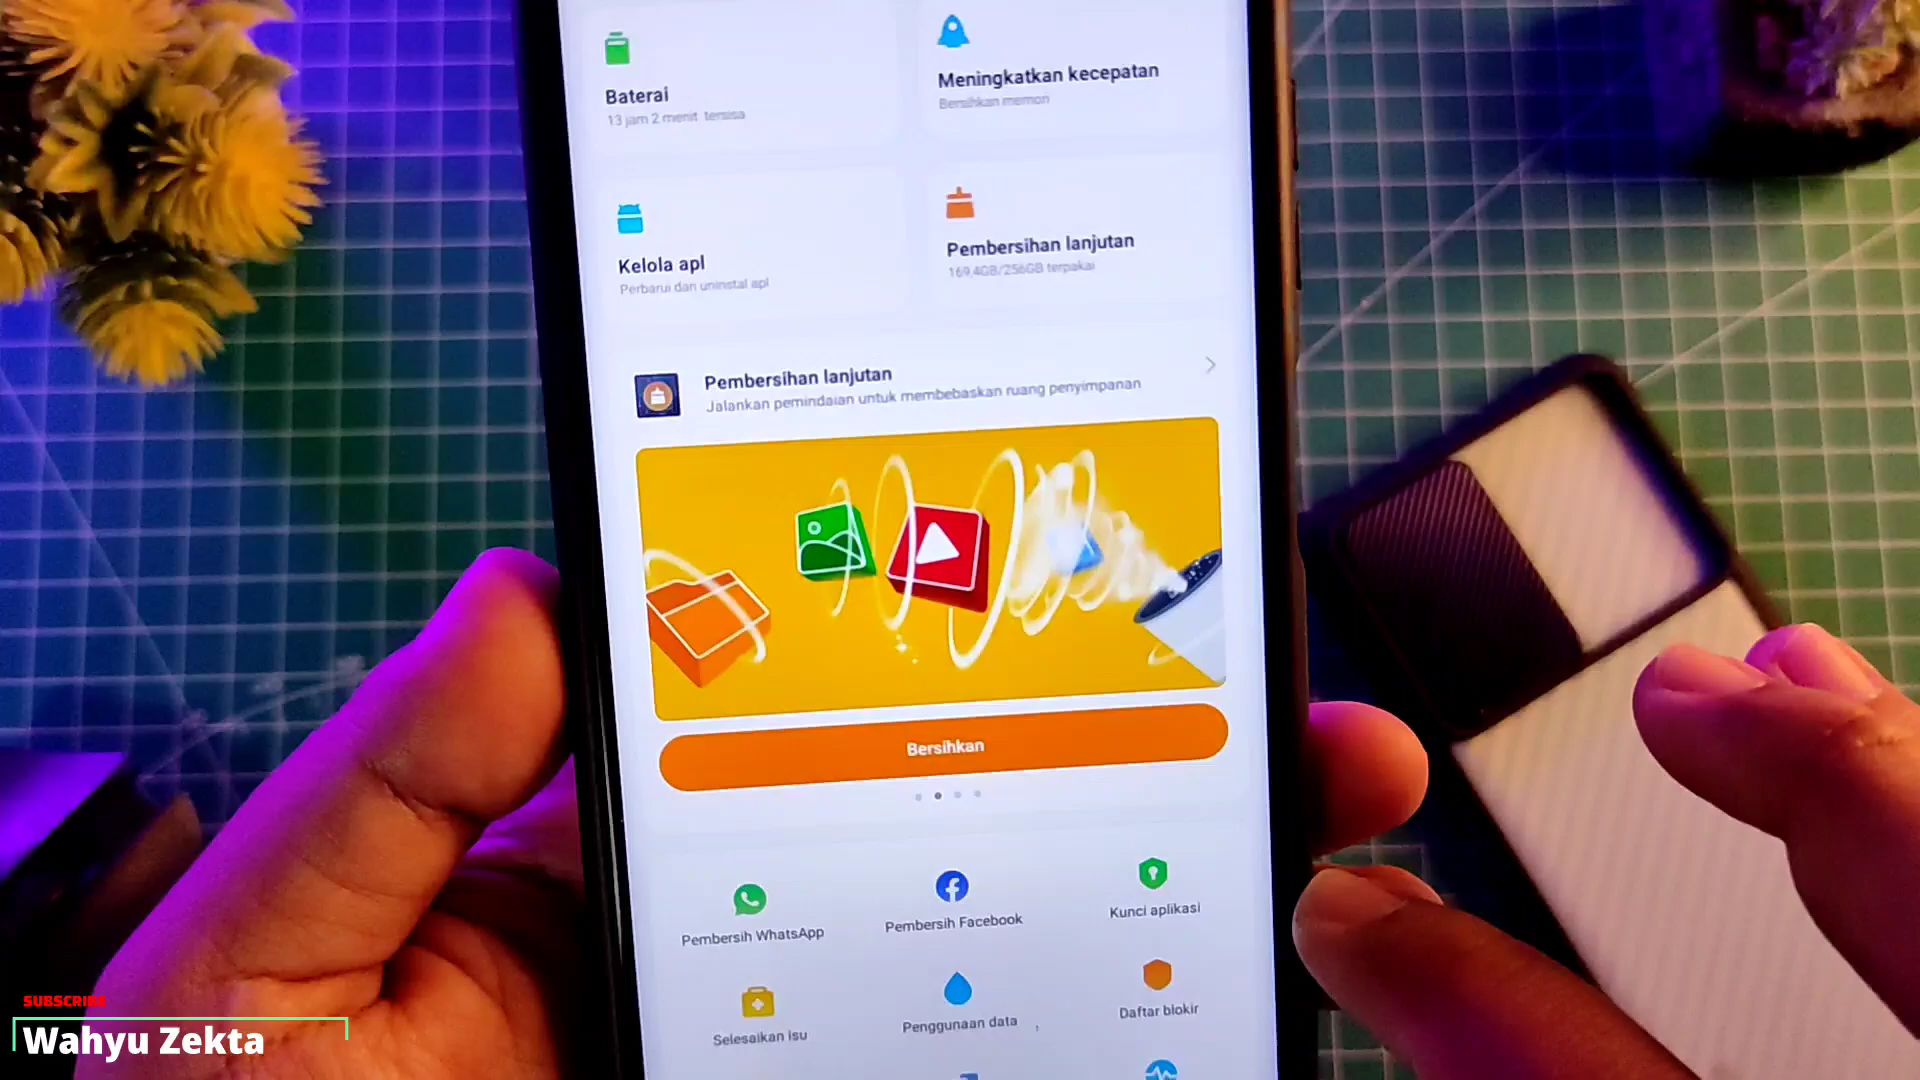 Baterai
13 jam 2 menit tersisa
Meningkatkan kecepatan
Bersihkan memori
Kelola apl
Perbarui dan uninstal apl
Pembersihan lanjutan
169,4GB/256GB terpakai
Pembersihan lanjutan
Jalankan pemindaian untuk membebaskan ruang penyimpanan
Bersihkan
Pembersih WhatsApp
Pembersih Facebook
Kunci aplikasi
Selesaikan isu
Penggunaan data
Daftar blokir
SUBSCRIBE
Wahyu Zekta